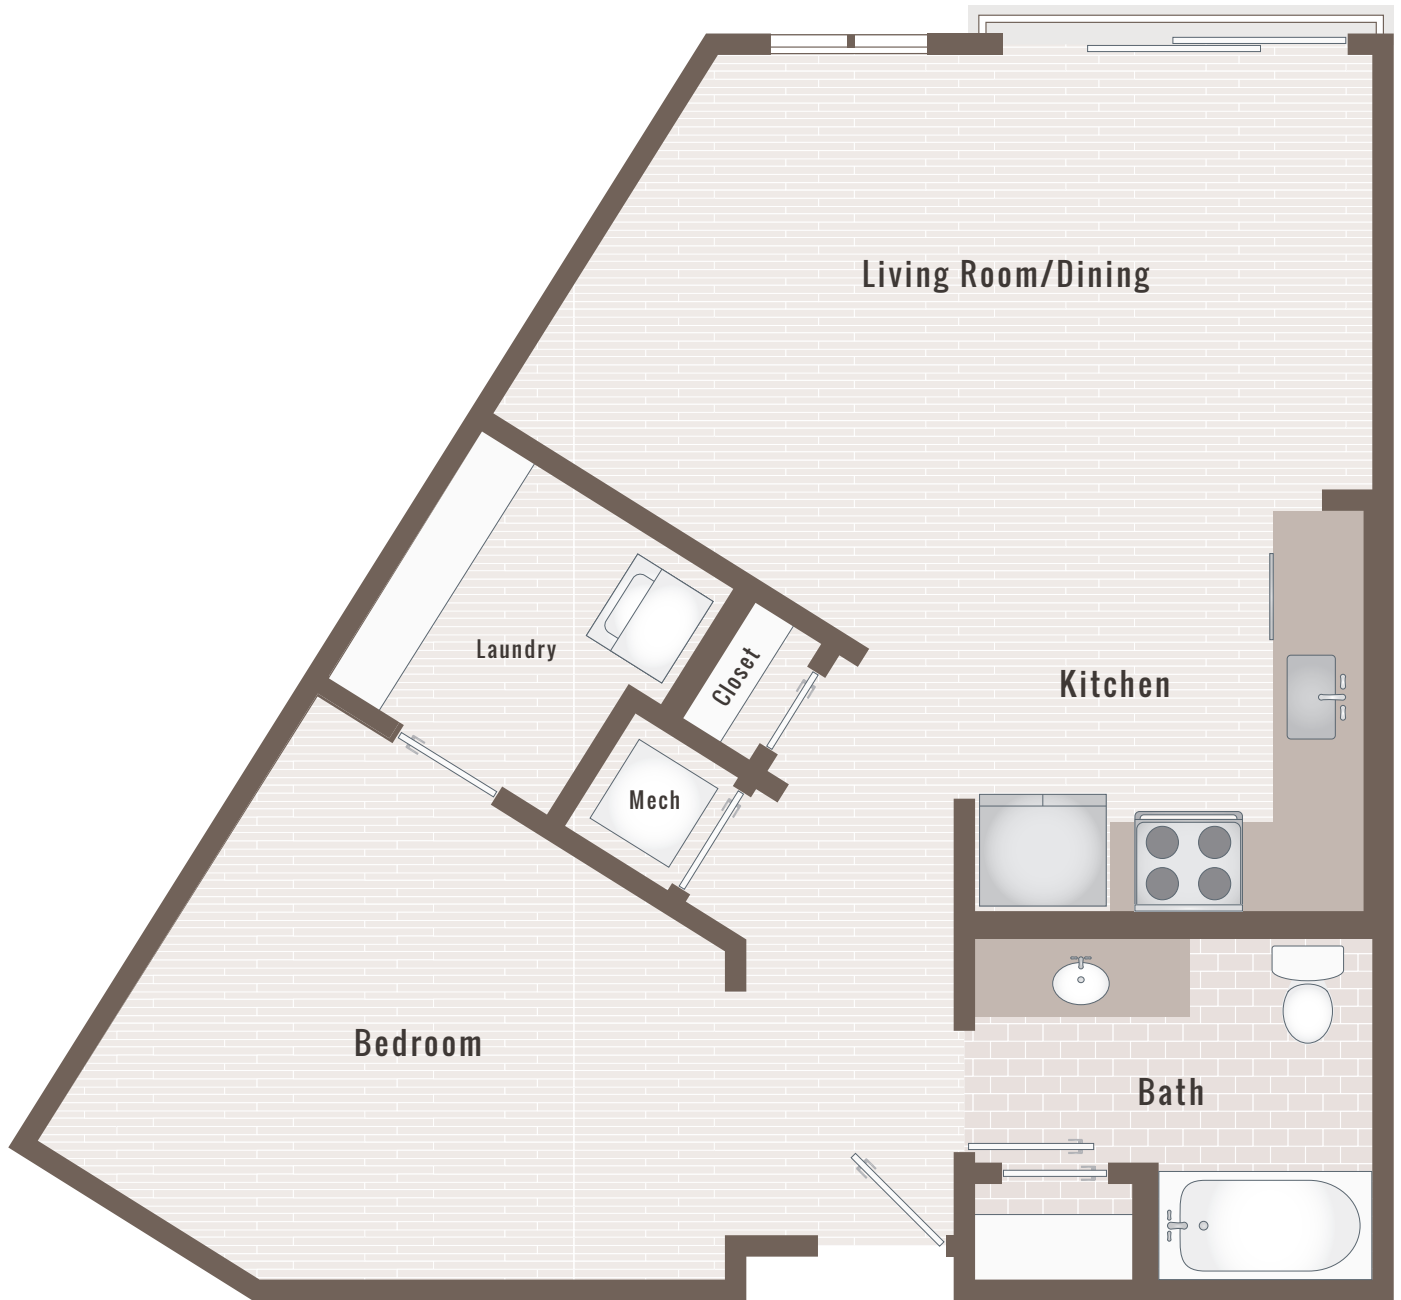 Living Room/Dining
Laundry
Closet
Kitchen
Mech
Bedroom
Bath